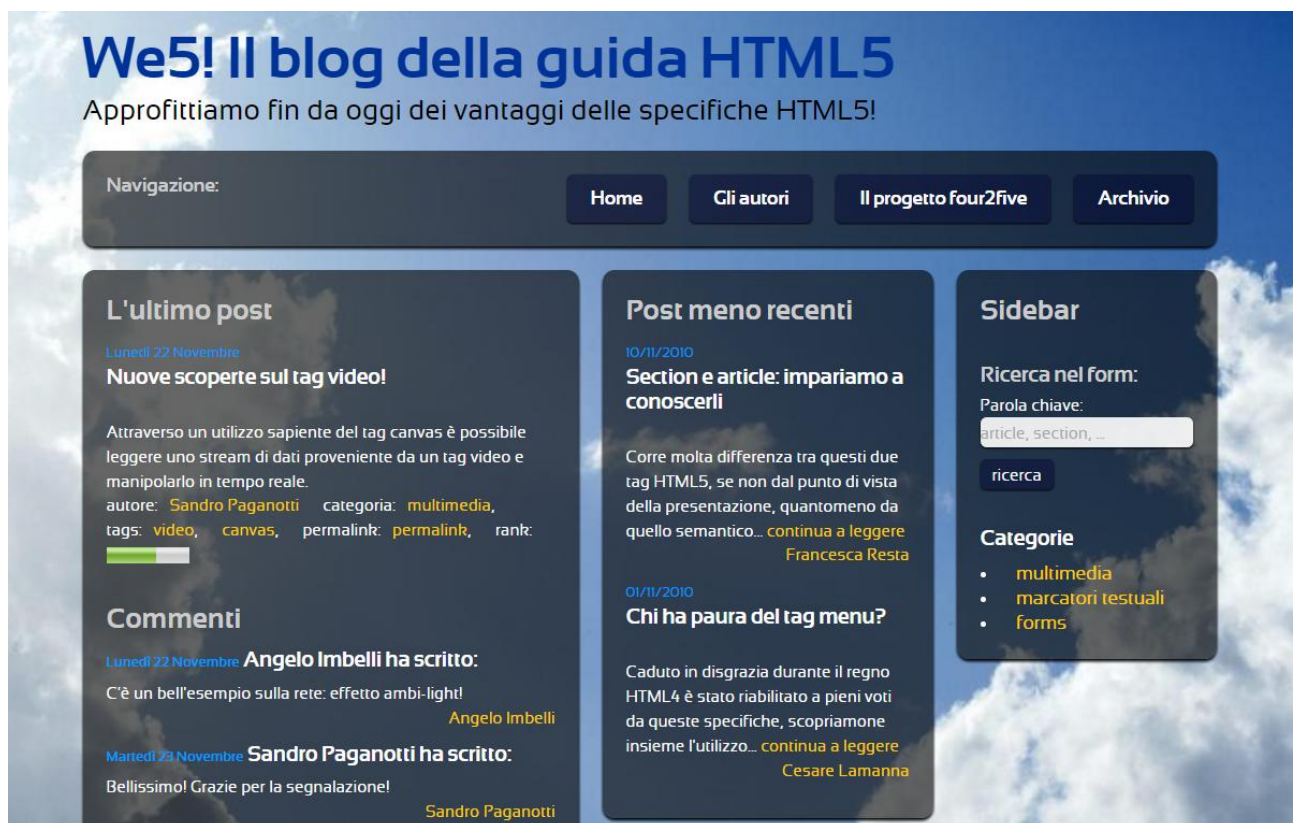 We5! Il blog della guida HTML5
Approfittiamo fin da oggi dei vantaggi delle specifiche HTML5!
Navigazione:
Home
Gli autori
Il progetto four2five
Archivio
L'ultimo post
Lunedì 22 Novembre
Nuove scoperte sul tag video!
Attraverso un utilizzo sapiente del tag canvas è possibile
leggere uno stream di dati proveniente da un tag video e
manipolarlo in tempo reale.
autore: Sandro Paganotti categoria: multimedia,
tags: video, canvas, permalink: permalink, rank:
Commenti
Lunedì 22 Novembre Angelo Imbelli ha scritto:
C'è un bell'esempio sulla rete: effetto ambi-light!
Angelo Imbelli
Martedì 23 Novembre Sandro Paganotti ha scritto:
Bellissimo! Grazie per la segnalazione!
Sandro Paganotti
Post meno recenti
10/11/2010
Section e article: impariamo a
conoscerli
Corre molta differenza tra questi due
tag HTML5, se non dal punto di vista
della presentazione, quantomeno da
quello semantico... continua a leggere
Francesca Resta
01/11/2010
Chi ha paura del tag menu?
Caduto in disgrazia durante il regno
HTML4 è stato riabilitato a pieni voti
da queste specifiche, scopriamone
insieme l'utilizzo... continua a leggere
Cesare Lamanna
Sidebar
Ricerca nel form:
Parola chiave:
article, section, ...
ricerca
Categorie
• multimedia
• marcatori testuali
• forms